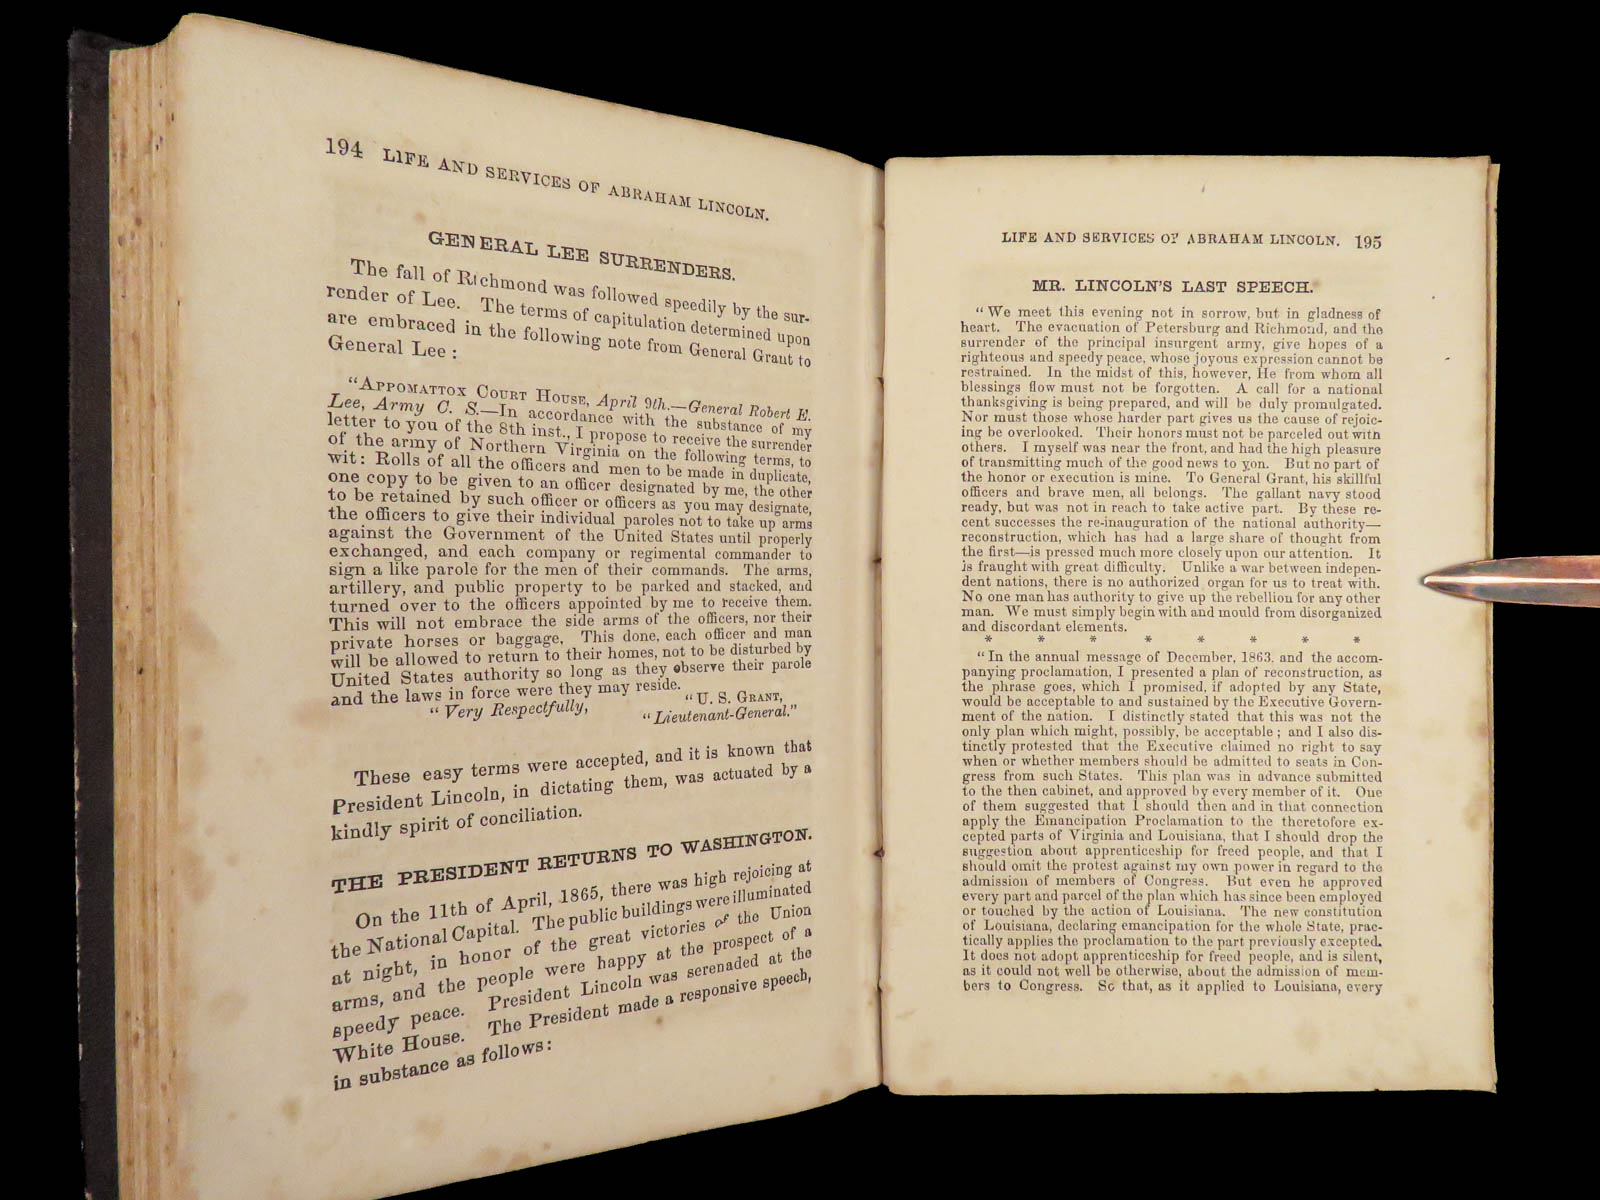 194 LIFE AND SERVICES OF ABRAHAM LINCOLN.
GENERAL LEE SURRENDERS.
The fall of Richmond was followed speedily by the sur-
render of Lee. The terms of capitulation determined upon
are embraced in the following note from General Grant to
General Lee :
"APPOMATTOX COURT HOUSE, April 9th.—General Robert E.
Lee, Army C. S.—In accordance with the substance of my
letter to you of the 8th inst., I propose to receive the surrender
of the army of Northern Virginia on the following terms, to
wit: Rolls of all the officers and men to be made in duplicate,
one copy to be given to an officer designated by me, the other
to be retained by such officer or officers as you may designate,
the officers to give their individual paroles not to take up arms
against the Government of the United States until properly
exchanged, and each company or regimental commander to
sign a like parole for the men of their commands. The arms,
artillery, and public property to be parked and stacked, and
turned over to the officers appointed by me to receive them.
This will not embrace the side arms of the officers, nor their
private horses or baggage, This done, each officer and man
will be allowed to return to their homes, not to be disturbed by
United States authority so long as they observe their parole
and the laws in force were they may reside.
"Very Respectfully, "U. S. GRANT,
"Lieutenant-General."
These easy terms were accepted, and it is known that
President Lincoln, in dictating them, was actuated by a
kindly spirit of conciliation.
THE PRESIDENT RETURNS TO WASHINGTON.
On the 11th of April, 1865, there was high rejoicing at
the National Capital. The public buildings were illuminated
at night, in honor of the great victories of the Union
arms, and the people were happy at the prospect of a
speedy peace. President Lincoln was serenaded at the
White House. The President made a responsive speech,
in substance as follows:
LIFE AND SERVICES OF ABRAHAM LINCOLN. 195
MR. LINCOLN'S LAST SPEECH.
"We meet this evening not in sorrow, but in gladness of
heart. The evacuation of Petersburg and Richmond, and the
surrender of the principal insurgent army, give hopes of a
righteous and speedy peace, whose joyous expression cannot be
restrained. In the midst of this, however, He from whom all
blessings flow must not be forgotten. A call for a national
thanksgiving is being prepared, and will be duly promulgated.
Nor must those whose harder part gives us the cause of rejoic-
ing be overlooked. Their honors must not be parceled out with
others. I myself was near the front, and had the high pleasure
of transmitting much of the good news to yon. But no part of
the honor or execution is mine. To General Grant, his skillful
officers and brave men, all belongs. The gallant navy stood
ready, but was not in reach to take active part. By these re-
cent successes the re-inauguration of the national authority—
reconstruction, which has had a large share of thought from
the first—is pressed much more closely upon our attention. It
is fraught with great difficulty. Unlike a war between indepen-
dent nations, there is no authorized organ for us to treat with.
No one man has authority to give up the rebellion for any other
man. We must simply begin with and mould from disorganized
and discordant elements.
* * * * * * * *
"In the annual message of December, 1863. and the accom-
panying proclamation, I presented a plan of reconstruction, as
the phrase goes, which I promised, if adopted by any State,
would be acceptable to and sustained by the Executive Govern-
ment of the nation. I distinctly stated that this was not the
only plan which might, possibly, be acceptable ; and I also dis-
tinctly protested that the Executive claimed no right to say
when or whether members should be admitted to seats in Con-
gress from such States. This plan was in advance submitted
to the then cabinet, and approved by every member of it. One
of them suggested that I should then and in that connection
apply the Emancipation Proclamation to the theretofore ex-
cepted parts of Virginia and Louisiana, that I should drop the
suggestion about apprenticeship for freed people, and that I
should omit the protest against my own power in regard to the
admission of members of Congress. But even he approved
every part and parcel of the plan which has since been employed
or touched by the action of Louisiana. The new constitution
of Louisiana, declaring emancipation for the whole State, prac-
tically applies the proclamation to the part previously excepted.
It does not adopt apprenticeship for freed people, and is silent,
as it could not well be otherwise, about the admission of mem-
bers to Congress. So that, as it applied to Louisiana, every